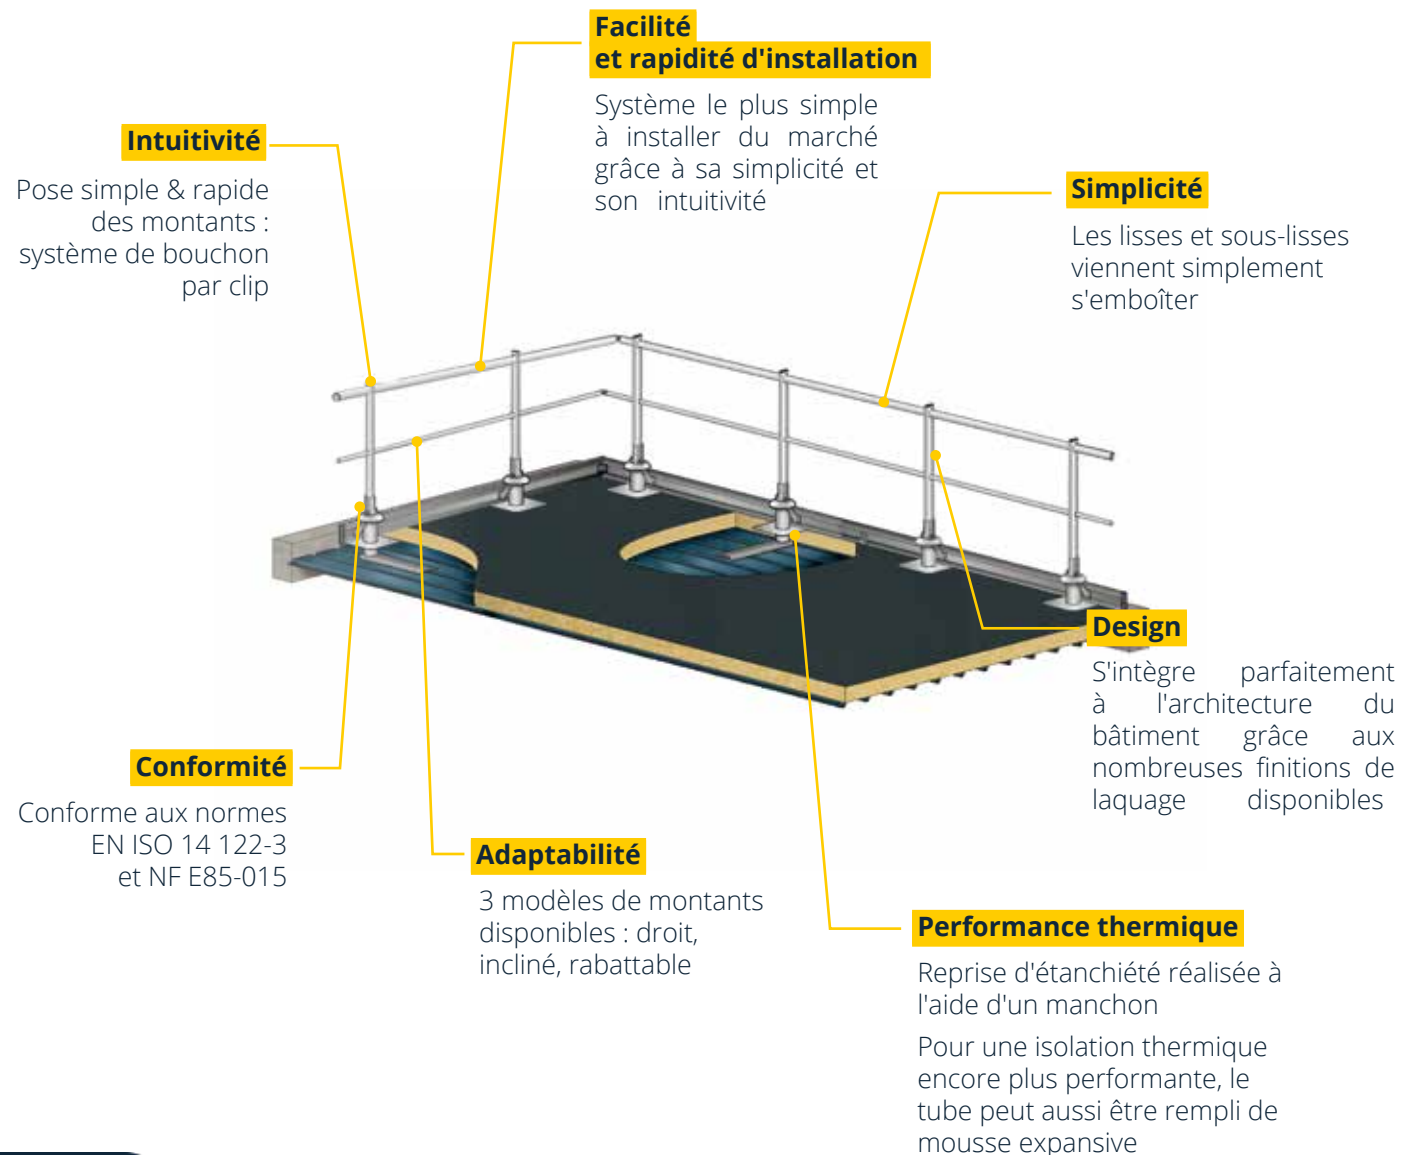 Facilité
et rapidité d'installation
Système le plus simple
à installer du marché
grâce à sa simplicité et
son intuitivité
Intuitivité
Pose simple & rapide
des montants :
système de bouchon
par clip
Simplicité
Les lisses et sous-lisses
viennent simplement
s'emboîter
Design
S'intègre parfaitement
à l'architecture du
bâtiment grâce aux
nombreuses finitions de
laquage disponibles
Conformité
Conforme aux normes
EN ISO 14 122-3
et NF E85-015
Adaptabilité
3 modèles de montants
disponibles : droit,
incliné, rabattable
Performance thermique
Reprise d'étanchiété réalisée à
l'aide d'un manchon
Pour une isolation thermique
encore plus performante, le
tube peut aussi être rempli de
mousse expansive